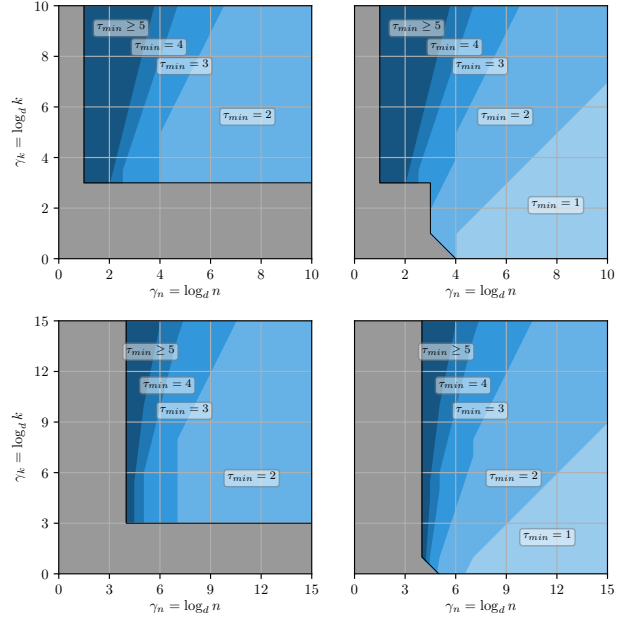 10
8
6
4
2
0
γ_k = log_d k
τ_min ≥ 5
τ_min = 4
τ_min = 3
τ_min = 2
0 2 4 6 8 10
γ_n = log_d n
τ_min ≥ 5
τ_min = 4
τ_min = 3
τ_min = 2
τ_min = 1
0 2 4 6 8 10
γ_n = log_d n
15
12
9
6
3
0
γ_k = log_d k
τ_min ≥ 5
τ_min = 4
τ_min = 3
τ_min = 2
0 3 6 9 12 15
γ_n = log_d n
τ_min ≥ 5
τ_min = 4
τ_min = 3
τ_min = 2
τ_min = 1
0 3 6 9 12 15
γ_n = log_d n